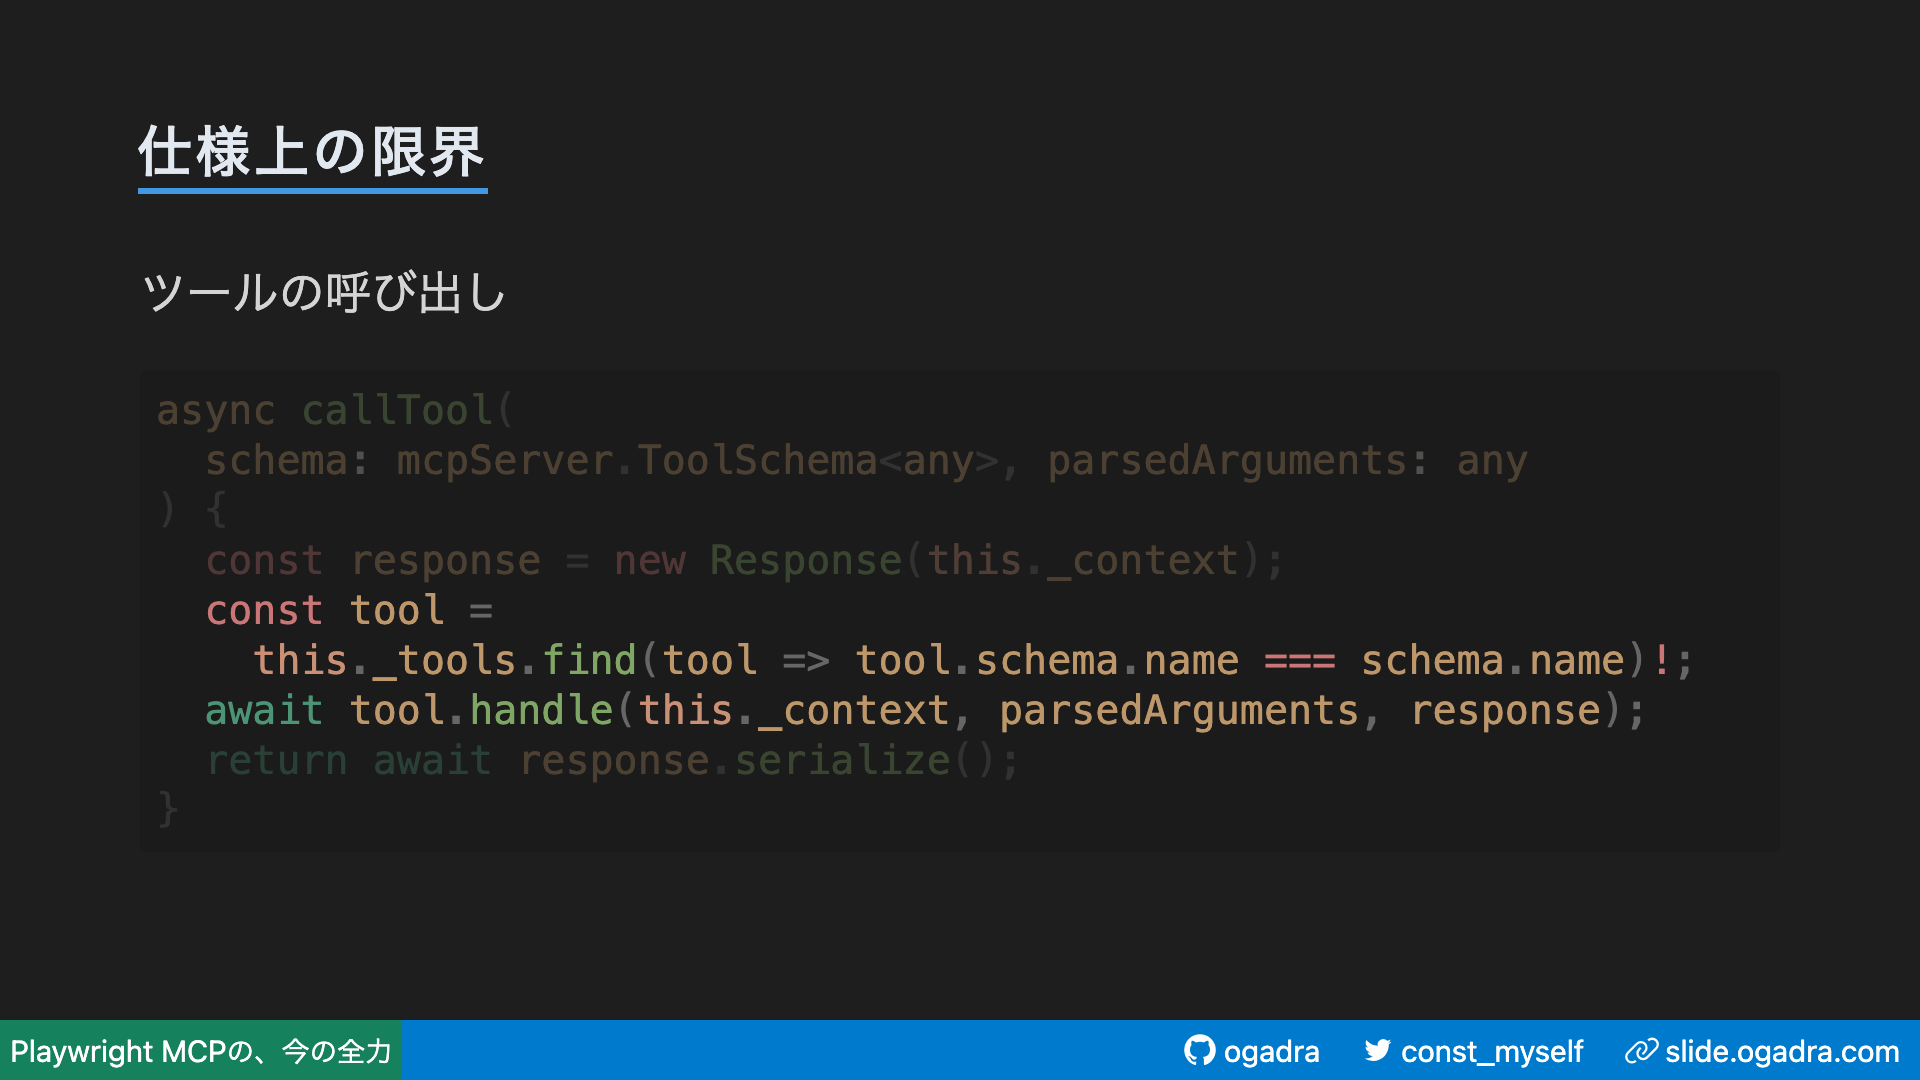 仕様上の限界
ツールの呼び出し
async callTool(
  schema: mcpServer.ToolSchema<any>, parsedArguments: any
) {
  const response = new Response(this._context);
  const tool =
    this._tools.find(tool => tool.schema.name === schema.name)!;
  await tool.handle(this._context, parsedArguments, response);
  return await response.serialize();
}
Playwright MCPの、今の全力 ogadra const_myself slide.ogadra.com